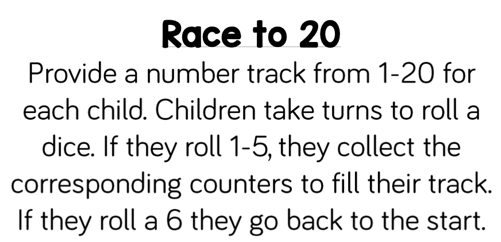 Race to 20
Provide a number track from 1-20 for
each child. Children take turns to roll a
dice. If they roll 1-5, they collect the
corresponding counters to fill their track.
If they roll a 6 they go back to the start.